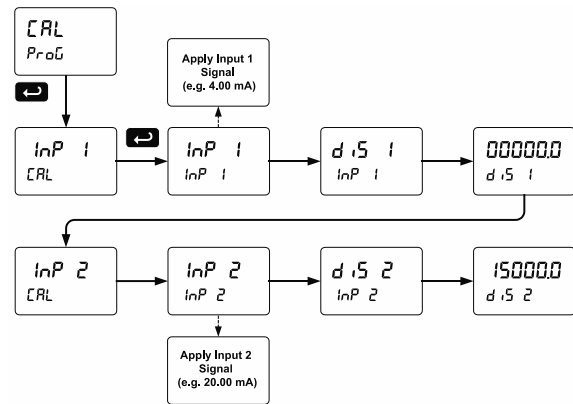 CAL
ProG
Apply Input 1
Signal
(e.g. 4.00 mA)
InP 1
CAL
InP 1
InP 1
diS 1
InP 1
00000.0
diS 1
InP 2
CAL
InP 2
InP 2
diS 2
InP 2
15000.0
diS 2
Apply Input 2
Signal
(e.g. 20.00 mA)